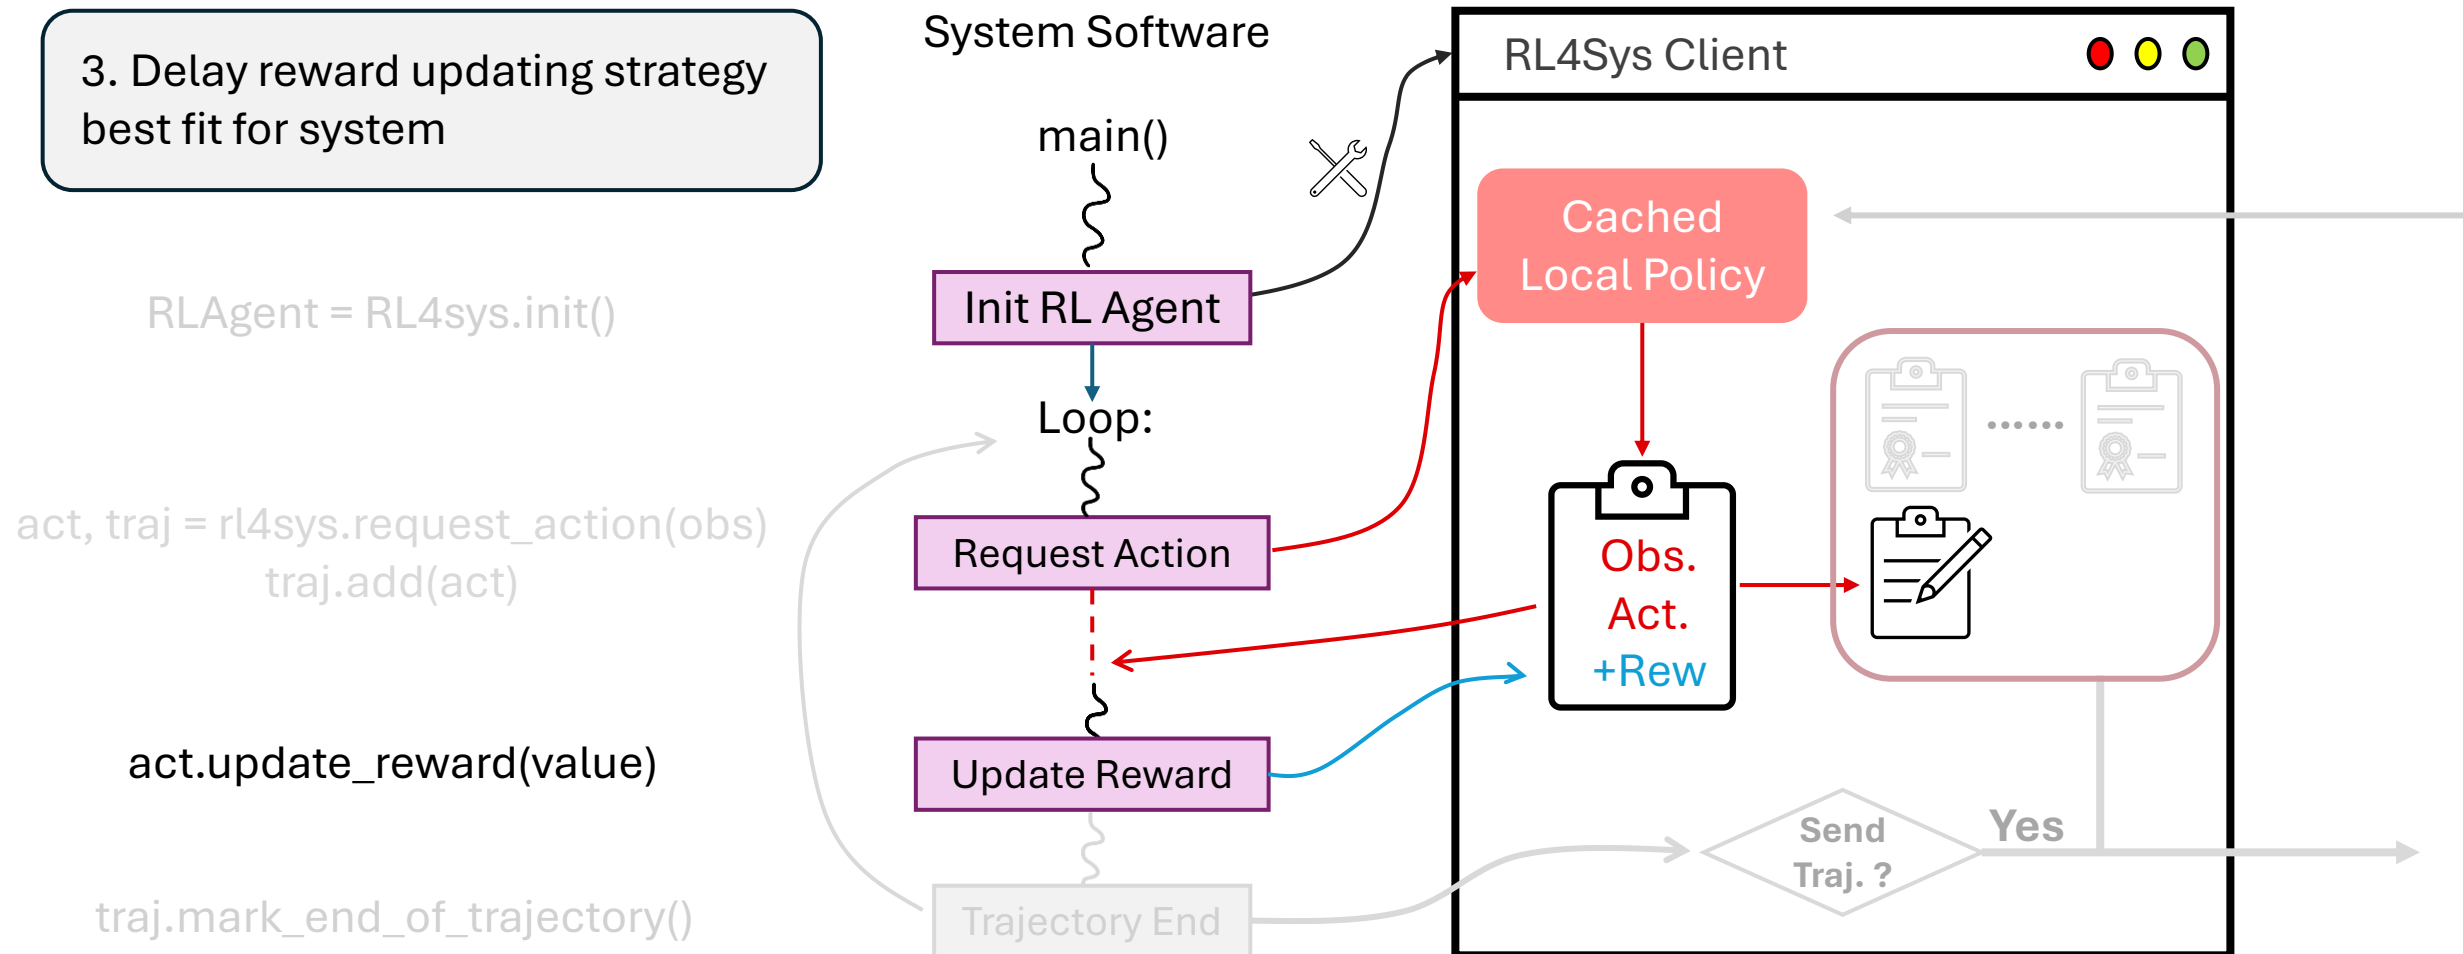 3. Delay reward updating strategy
best fit for system
System Software
RL4Sys Client
main()
Cached
Local Policy
RLAgent = RL4sys.init()
Init RL Agent
Loop:
act, traj = rl4sys.request_action(obs)
traj.add(act)
Request Action
Obs.
Act.
+Rew
act.update_reward(value)
Update Reward
Send
Traj. ?
Yes
traj.mark_end_of_trajectory()
Trajectory End